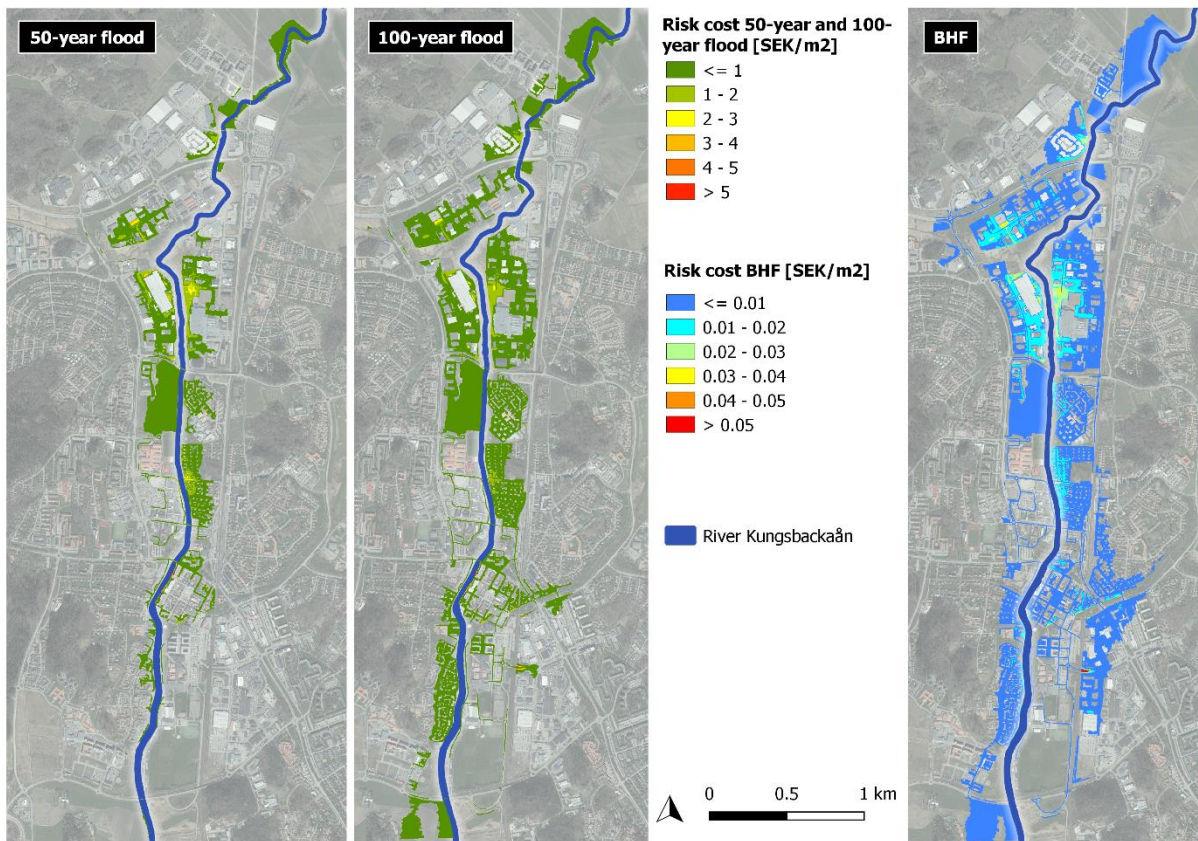 50-year flood
100-year flood
Risk cost 50-year and 100-
year flood [SEK/m2]
<= 1
1 - 2
2 - 3
3 - 4
4 - 5
> 5
Risk cost BHF [SEK/m2]
<= 0.01
0.01 - 0.02
0.02 - 0.03
0.03 - 0.04
0.04 - 0.05
> 0.05
River Kungsbackaån
0 0.5 1 km
BHF